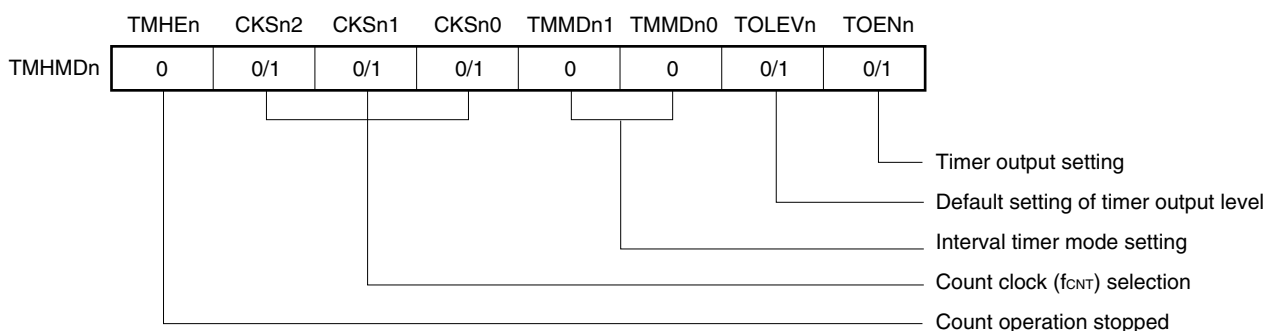 TMHEn CKSn2 CKSn1 CKSn0 TMMDn1 TMMDn0 TOLEVn TOENn
TMHMDn 0 0/1 0/1 0/1 0 0 0/1 0/1
Timer output setting
Default setting of timer output level
Interval timer mode setting
Count clock (fCNT) selection
Count operation stopped